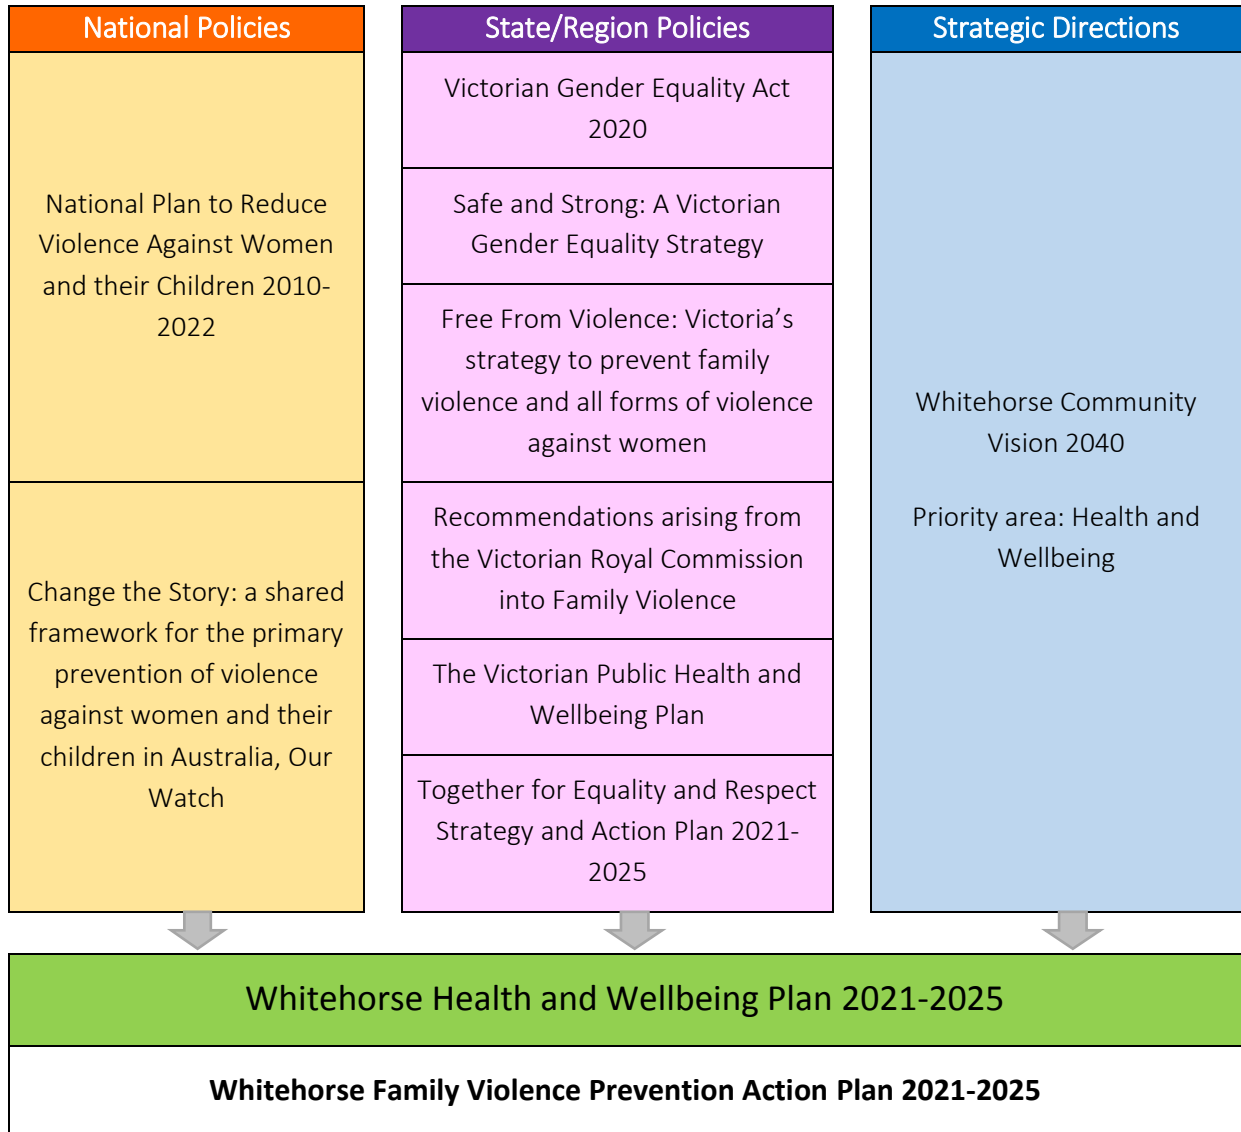 National Policies
National Plan to Reduce
Violence Against Women
and their Children 2010-
2022
Change the Story: a shared
framework for the primary
prevention of violence
against women and their
children in Australia, Our
Watch
State/Region Policies
Victorian Gender Equality Act
2020
Safe and Strong: A Victorian
Gender Equality Strategy
Free From Violence: Victoria’s
strategy to prevent family
violence and all forms of violence
against women
Recommendations arising from
the Victorian Royal Commission
into Family Violence
The Victorian Public Health and
Wellbeing Plan
Together for Equality and Respect
Strategy and Action Plan 2021-
2025
Strategic Directions
Whitehorse Community
Vision 2040
Priority area: Health and
Wellbeing
Whitehorse Health and Wellbeing Plan 2021-2025
Whitehorse Family Violence Prevention Action Plan 2021-2025